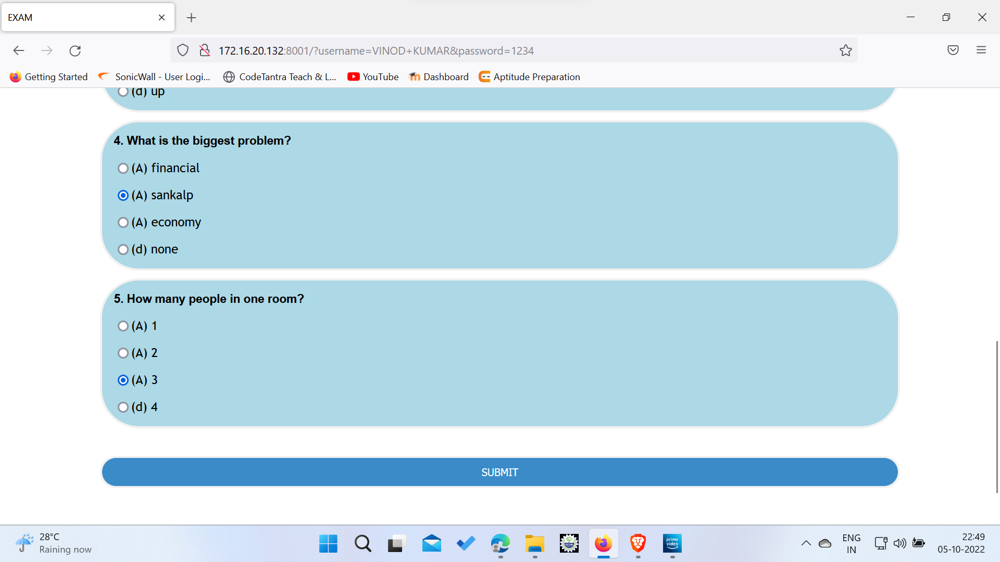 EXAM
172.16.20.132:8001/?username=VINOD+KUMAR&password=1234
Getting Started SonicWall - User Logi... CodeTantra Teach & L... YouTube Dashboard Aptitude Preparation
(d) up
4. What is the biggest problem?
(A) financial
(A) sankalp
(A) economy
(d) none
5. How many people in one room?
(A) 1
(A) 2
(A) 3
(d) 4
SUBMIT
28°C
Raining now
prime video
ENG
IN
22:49
05-10-2022